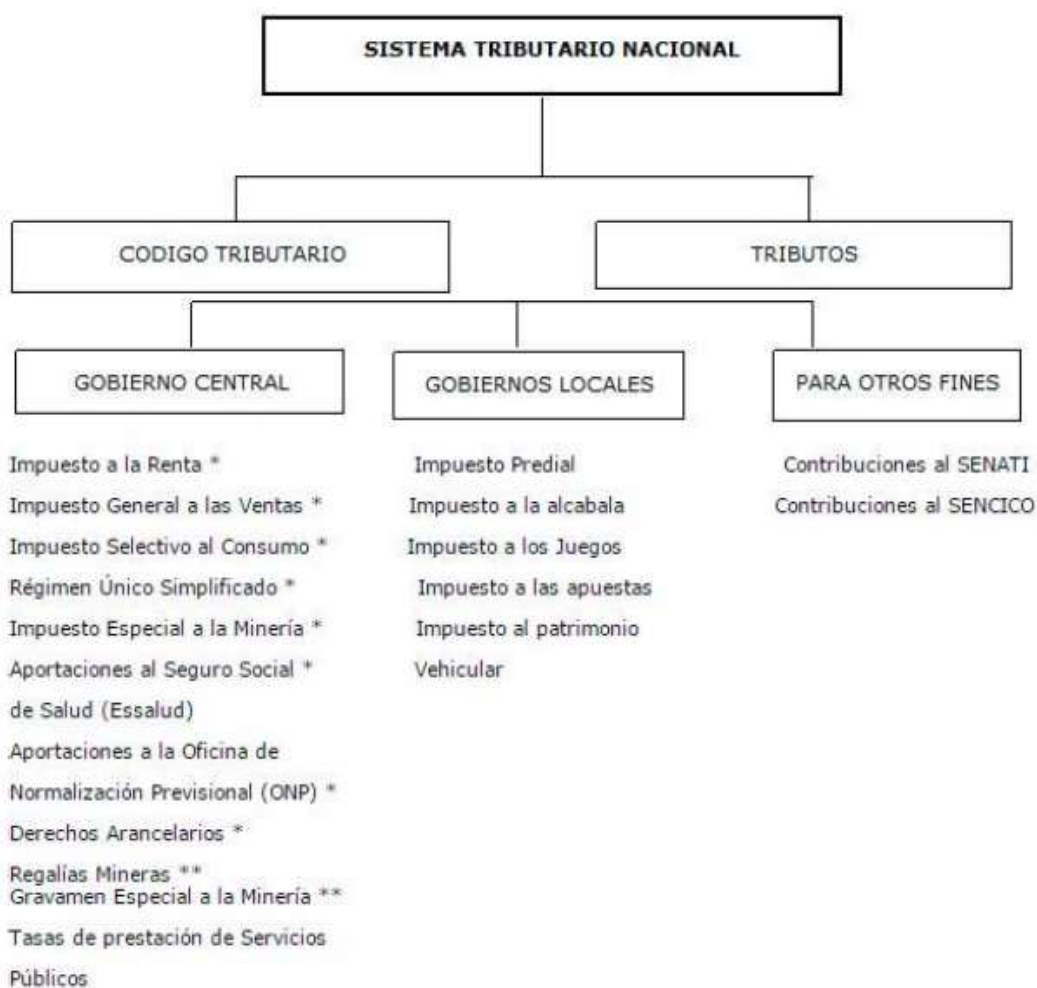 SISTEMA TRIBUTARIO NACIONAL
CODIGO TRIBUTARIO
TRIBUTOS
GOBIERNO CENTRAL
GOBIERNOS LOCALES
PARA OTROS FINES
Impuesto a la Renta *
Impuesto General a las Ventas *
Impuesto Selectivo al Consumo *
Régimen Único Simplificado *
Impuesto Especial a la Minería *
Aportaciones al Seguro Social *
de Salud (Essalud)
Aportaciones a la Oficina de
Normalización Previsional (ONP) *
Derechos Arancelarios *
Regalías Mineras **
Gravamen Especial a la Minería **
Tasas de prestación de Servicios
Públicos
Impuesto Predial
Impuesto a la alcabala
Impuesto a los Juegos
Impuesto a las apuestas
Impuesto al patrimonio
Vehicular
Contribuciones al SENATI
Contribuciones al SENCICO